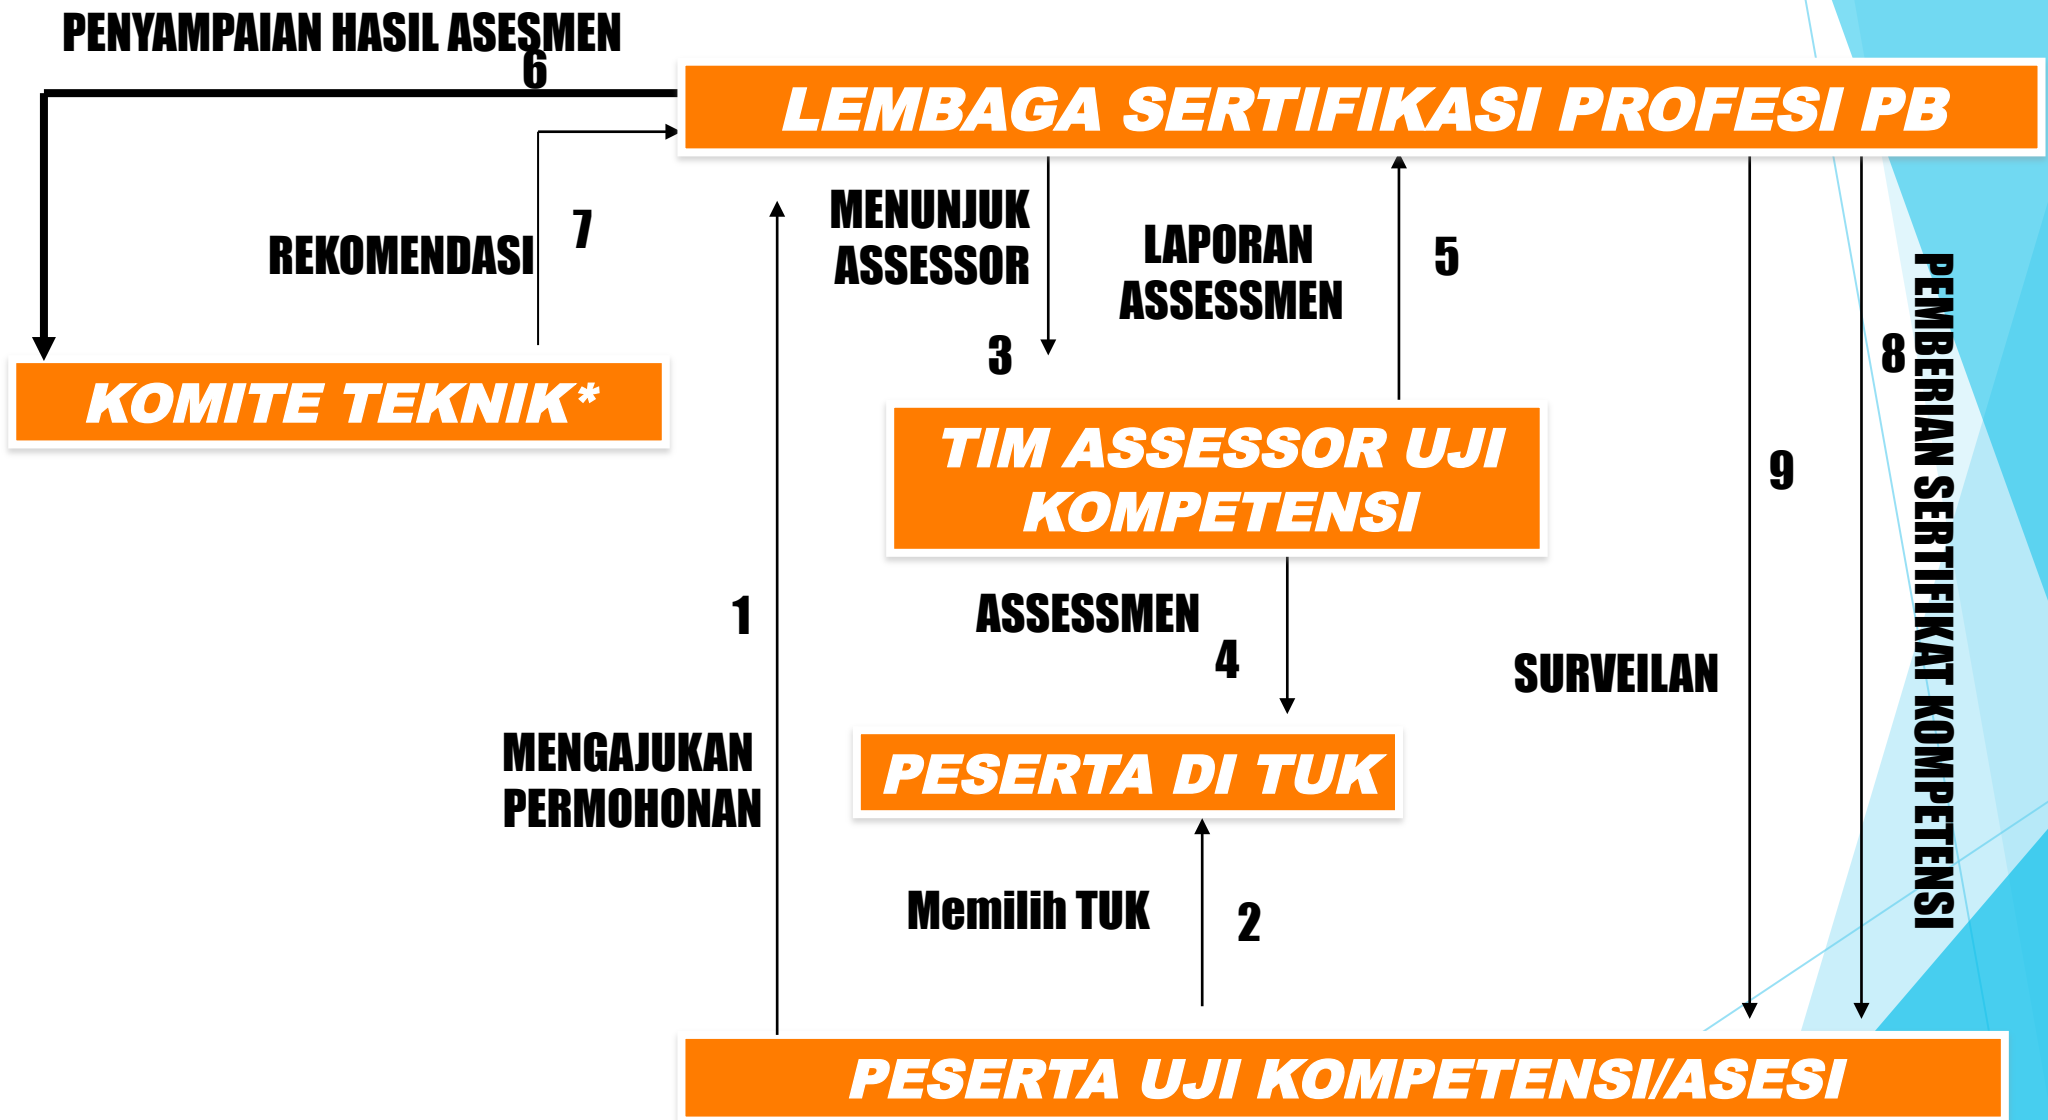 PENYAMPAIAN HASIL ASESMEN
6
LEMBAGA SERTIFIKASI PROFESI PB
REKOMENDASI
7
MENUNJUK
ASSESSOR
3
LAPORAN
ASSESSMEN
5
8
PEMBERIAN SERTIFIKAT KOMPETENSI
KOMITE TEKNIK*
TIM ASSESSOR UJI
KOMPETENSI
9
1
ASSESSMEN
4
SURVEILAN
MENGAJUKAN
PERMOHONAN
PESERTA DI TUK
Memilih TUK
2
PESERTA UJI KOMPETENSI/ASESI